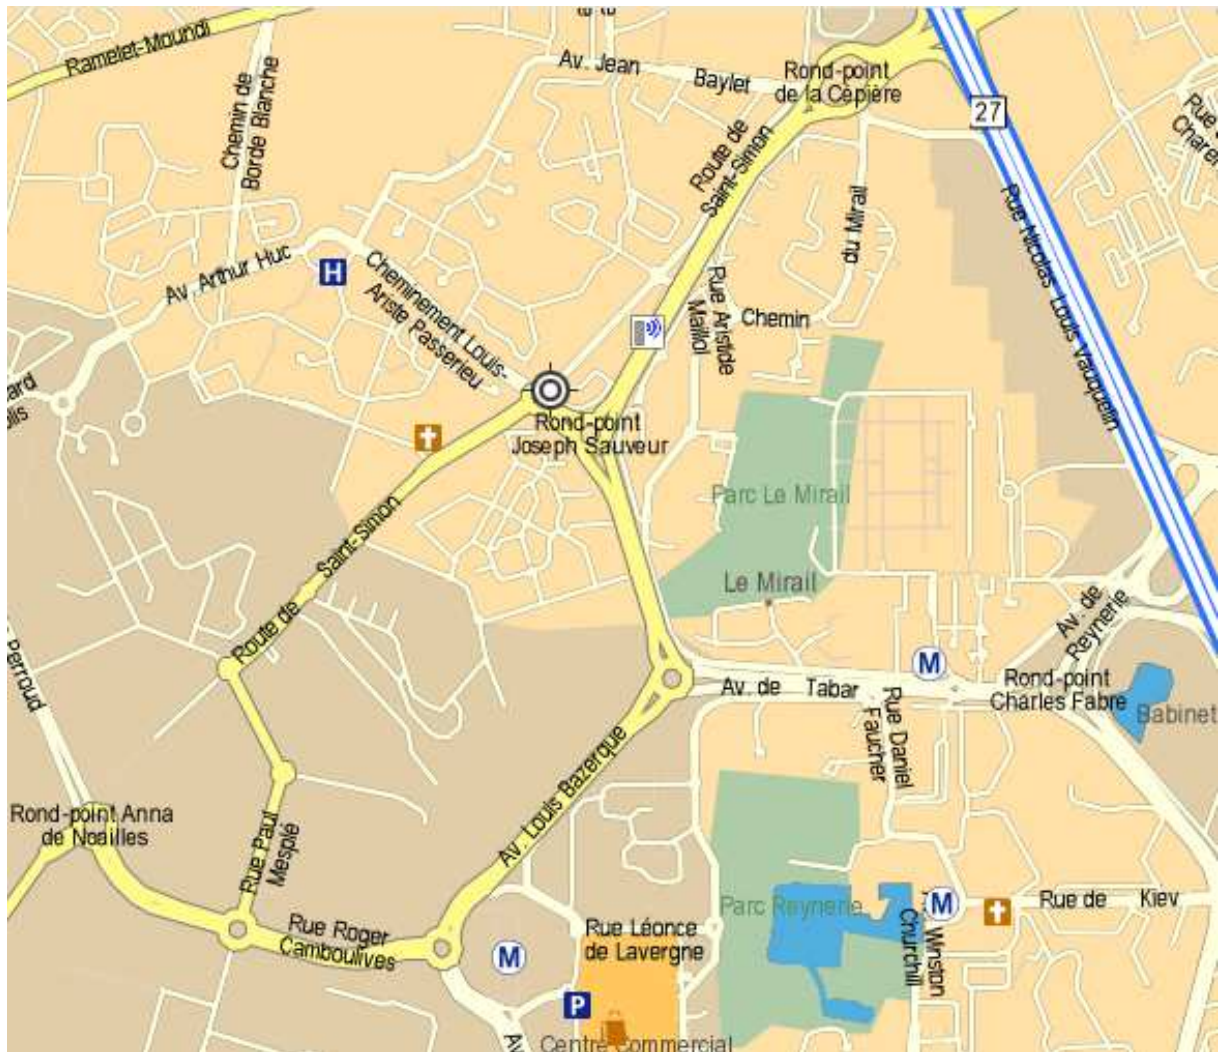 Ramelet-Moundi
Chemin de
Borde Blanche
Av. Jean
Baylet
Rond-point
de la Cépière
27
Rue
Route de
Saint-Simon
du Mirail
Rue Nicolas Louis Vauquelin
Av. Arthur Huc
H
Cheminement Louis-
Ariste Passerieu
Rue Aristide
Maillol
Chemin
Rond-point
Joseph Sauveur
Parc Le Mirail
Saint-Simon
Route de
Le Mirail
Av. de
Reynerie
M
Av. de Tabar
Rond-point
Charles Fabre
Babinet
Rue Daniel
Faucher
Perroud
Av. Louis Bazerque
Rond-point Anna
de Noailles
Rue Paul
Mesplé
Rue Roger
Camboulives
M
Rue Léonce
de Lavergne
Parc Reynerie
M
Winston
Churchill
Rue de Kiev
P
Av
Centre Commercial